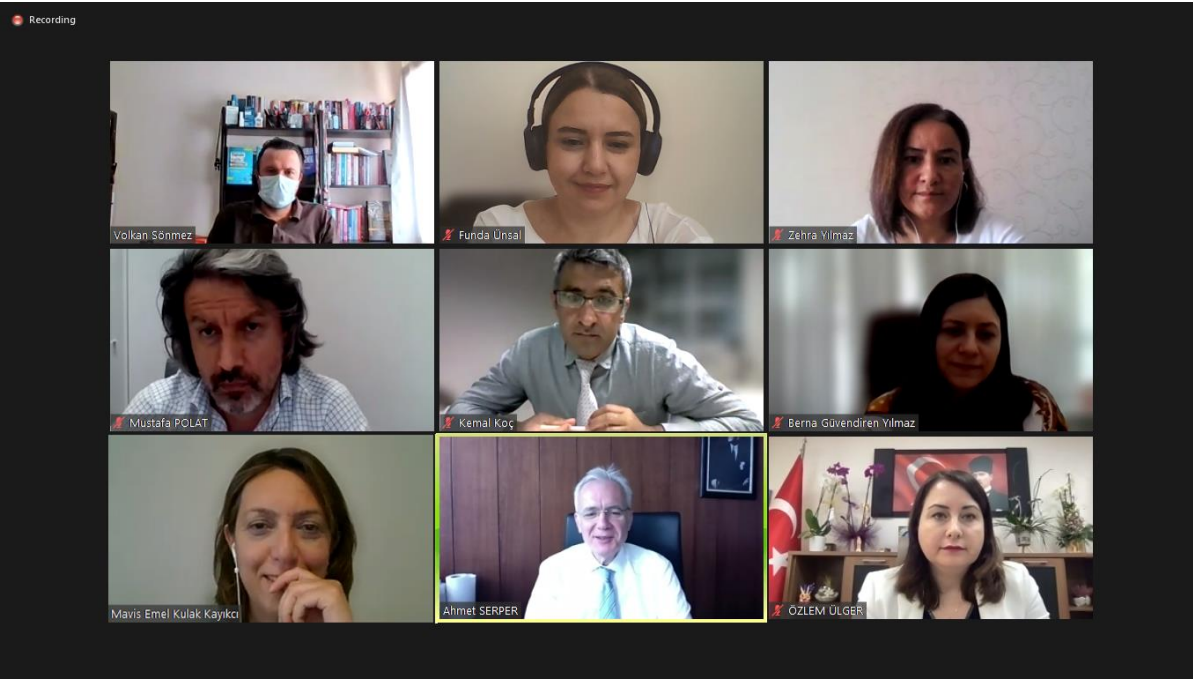 Recording
Volkan Sönmez
Funda Ünsal
Zehra Yılmaz
Mustafa POLAT
Kemal Koç
Berna Güvendiren Yılmaz
Mavis Emel Kulak Kayıkcı
Ahmet SERPER
ÖZLEM ÜLGER